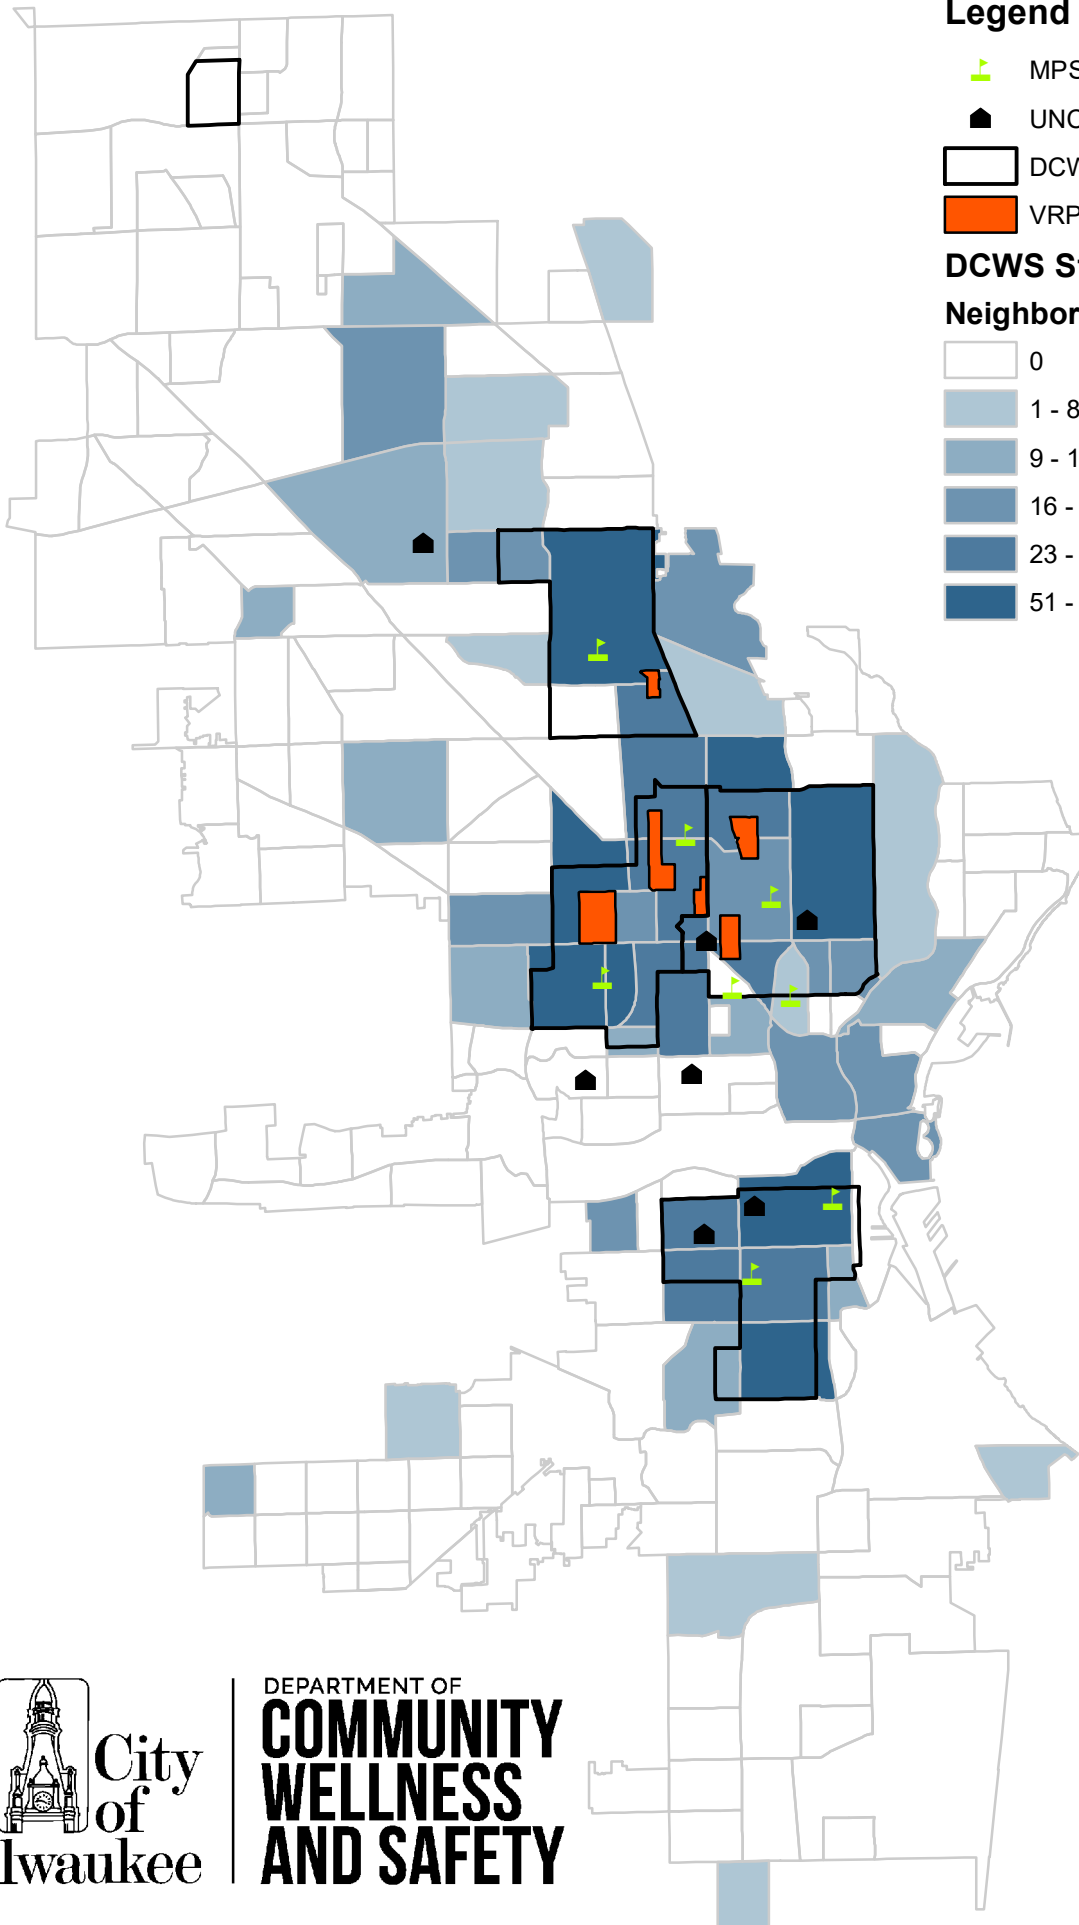 Legend
MPS
UNC
DCW
VRP
DCWS S
Neighbor
0
1 - 8
9 - 1
16 -
23 -
51 -
City
of
lwaukee
DEPARTMENT OF
COMMUNITY
WELLNESS
AND SAFETY